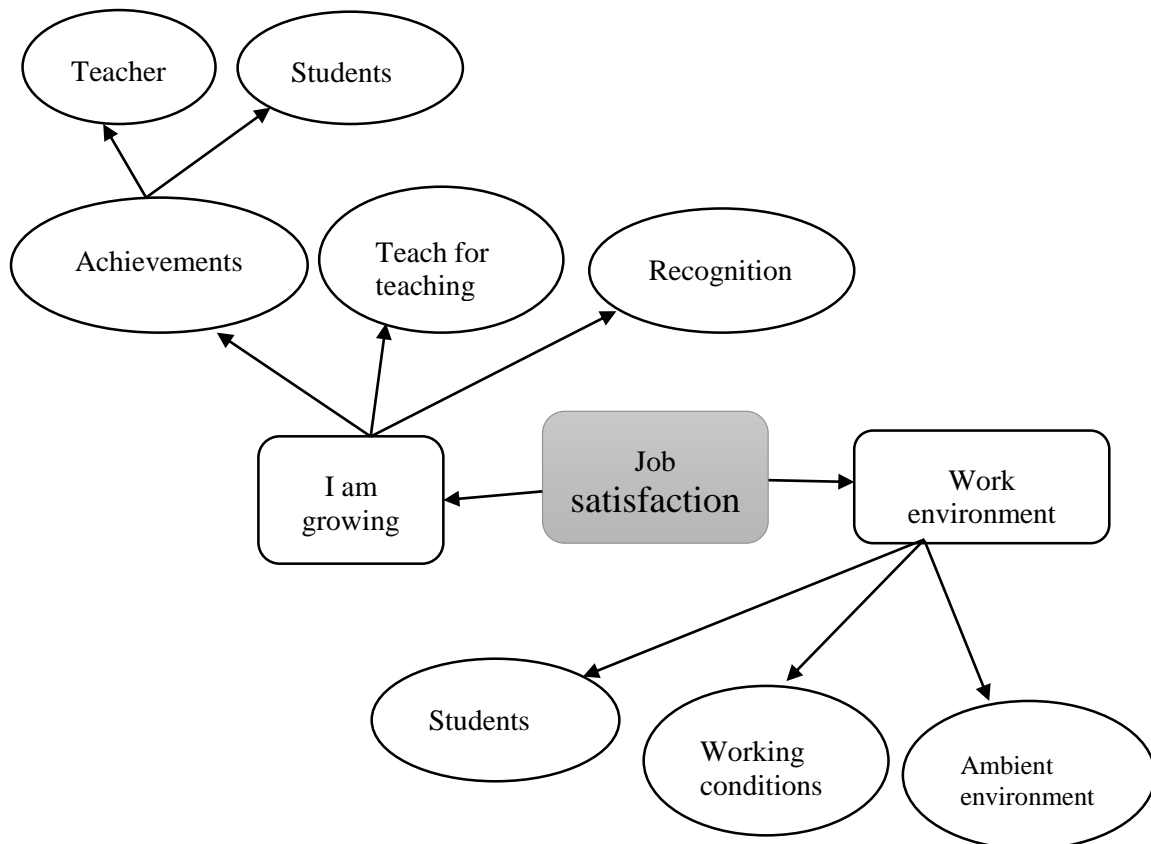 Teacher
Students
Achievements
Teach for
teaching
Recognition
I am
growing
Job
satisfaction
Work
environment
Students
Working
conditions
Ambient
environment